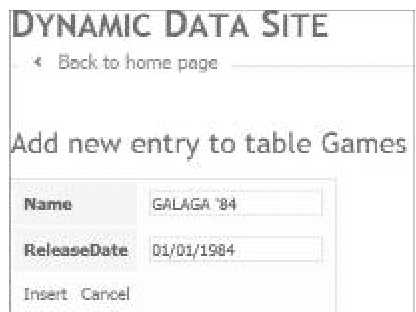 DYNAMIC DATA SITE
Back to home page
Add new entry to table Games
Name GALAGA '84
ReleaseDate 01/01/1984
Insert Cancel